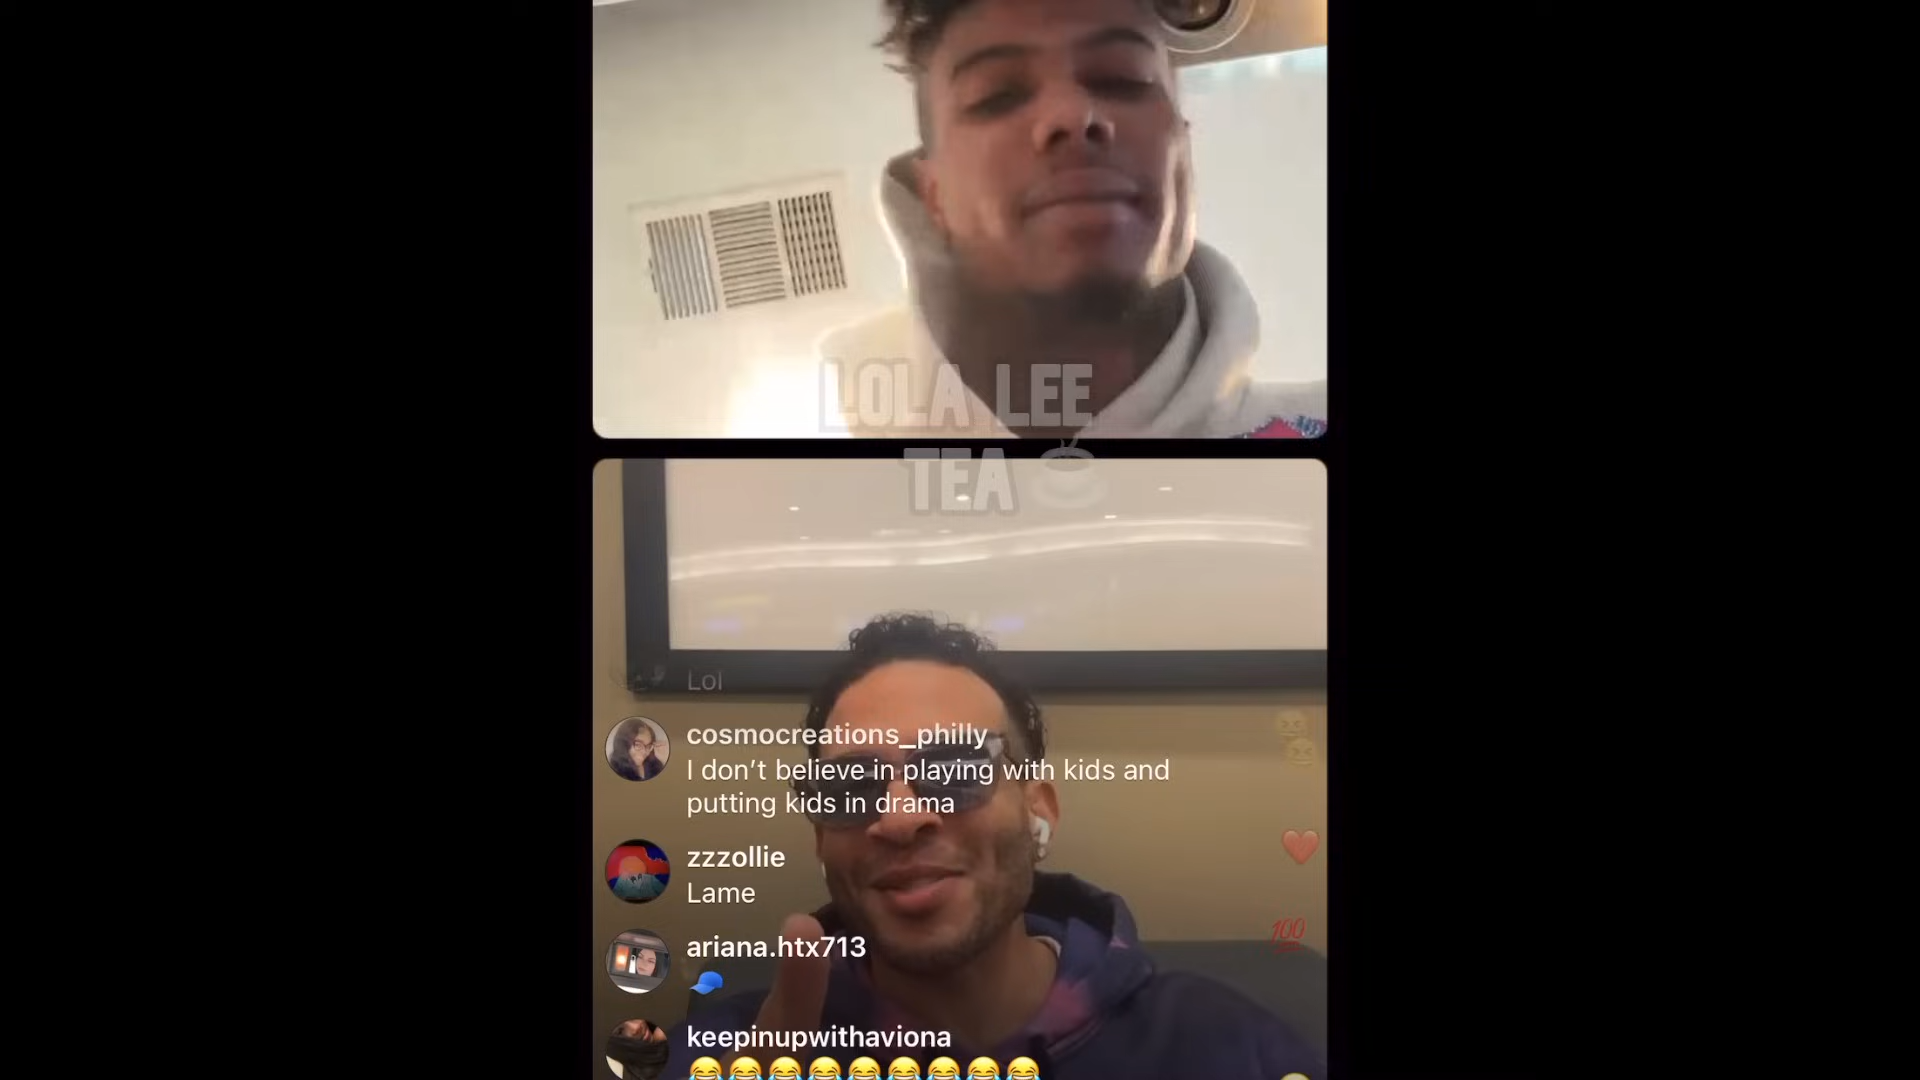 LOLA LEE
TEA
Lol
cosmocreations_philly
I don’t believe in playing with kids and
putting kids in drama
zzzollie
Lame
ariana.htx713
🧢
keepinupwithaviona
😂😂😂😂😂😂😂😂😂
💯